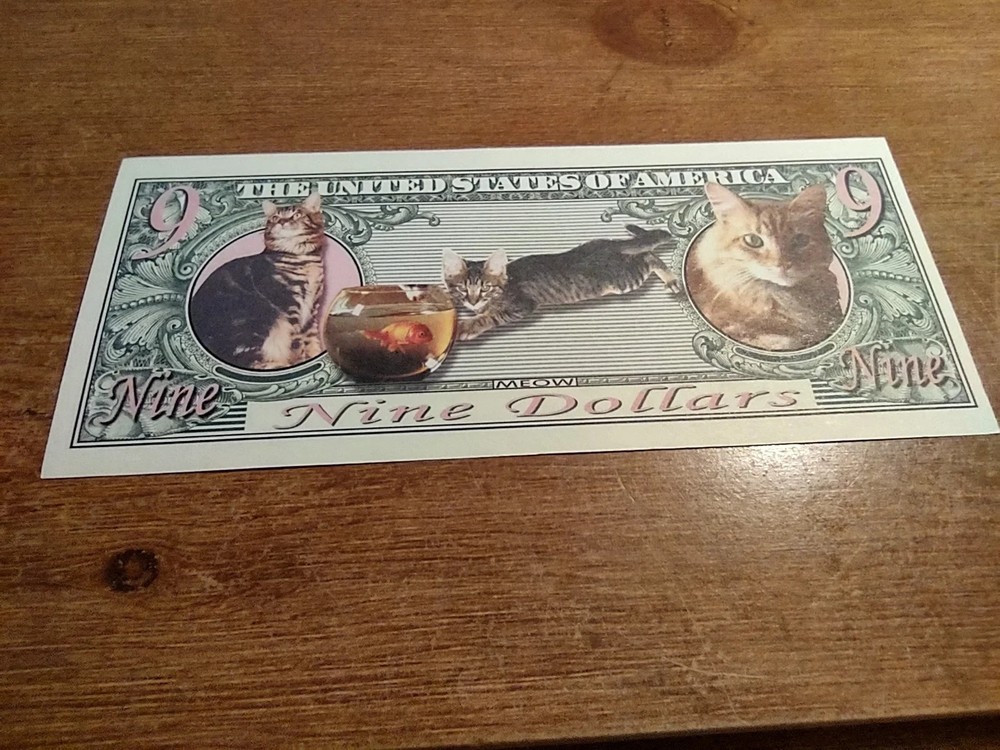 9 THE UNITED STATES OF AMERICA 9
Nine Nine
MEOW
Nine Dollars